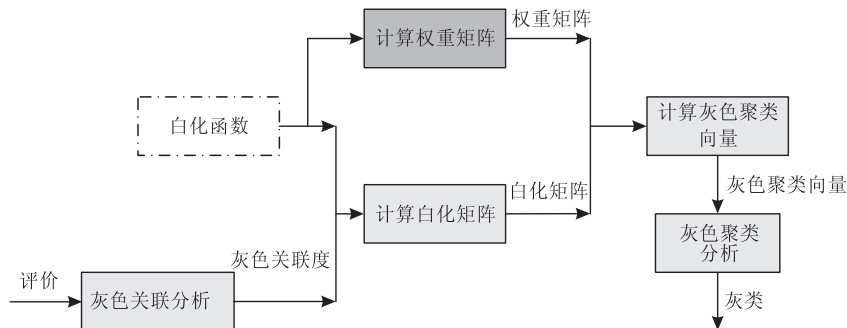 权重矩阵
计算权重矩阵
白化函数
计算灰色聚类
向量
白化矩阵
计算白化矩阵
灰色聚类向量
灰色聚类
分析
灰色关联度
评价
灰色关联分析
灰类